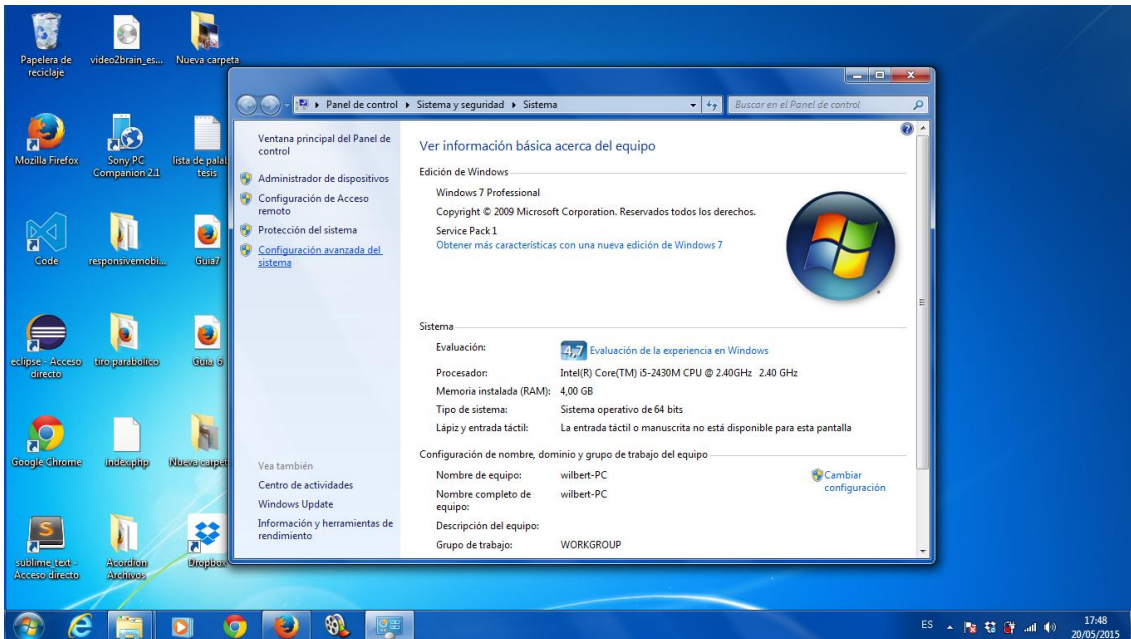 Papelera de
reciclaje
video2brain_es...
Nueva carpeta
Mozilla Firefox
Sony PC
Companion 2.1
lista de palab
tesis
Code
responsivemobi...
Guia7
eclipse - Acceso
directo
tiro parabolico
Guia 6
Google Chrome
indexphp
Nueva carpet
sublime_text -
Acceso directo
Acordion
Archivos
Dropbox
Panel de control ▸ Sistema y seguridad ▸ Sistema
Buscar en el Panel de control
Ventana principal del Panel de
control
Administrador de dispositivos
Configuración de Acceso
remoto
Protección del sistema
Configuración avanzada del
sistema
Vea también
Centro de actividades
Windows Update
Información y herramientas de
rendimiento
Ver información básica acerca del equipo
Edición de Windows
Windows 7 Professional
Copyright © 2009 Microsoft Corporation. Reservados todos los derechos.
Service Pack 1
Obtener más características con una nueva edición de Windows 7
Sistema
Evaluación: 4,7 Evaluación de la experiencia en Windows
Procesador: Intel(R) Core(TM) i5-2430M CPU @ 2.40GHz 2.40 GHz
Memoria instalada (RAM): 4,00 GB
Tipo de sistema: Sistema operativo de 64 bits
Lápiz y entrada táctil: La entrada táctil o manuscrita no está disponible para esta pantalla
Configuración de nombre, dominio y grupo de trabajo del equipo
Nombre de equipo: wilbert-PC
Cambiar
configuración
Nombre completo de
equipo:
wilbert-PC
Descripción del equipo:
Grupo de trabajo: WORKGROUP
ES
17:48
20/05/2015